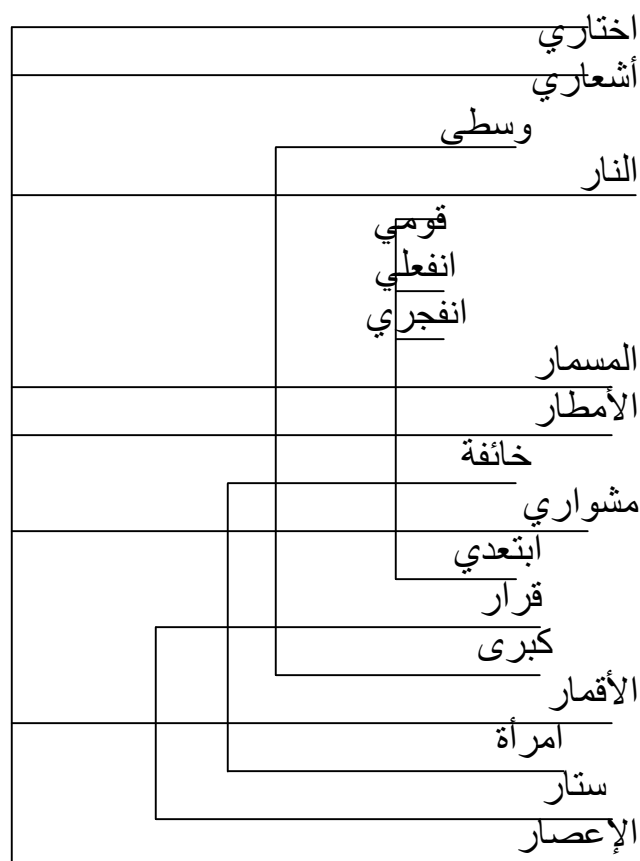 اختاري
أشعاري
وسطى
النار
قومي
انفعلي
انفجري
المسمار
الأمطار
خائفة
مشواري
ابتعدي
قرار
كبرى
الأقمار
امرأة
ستار
الإعصار